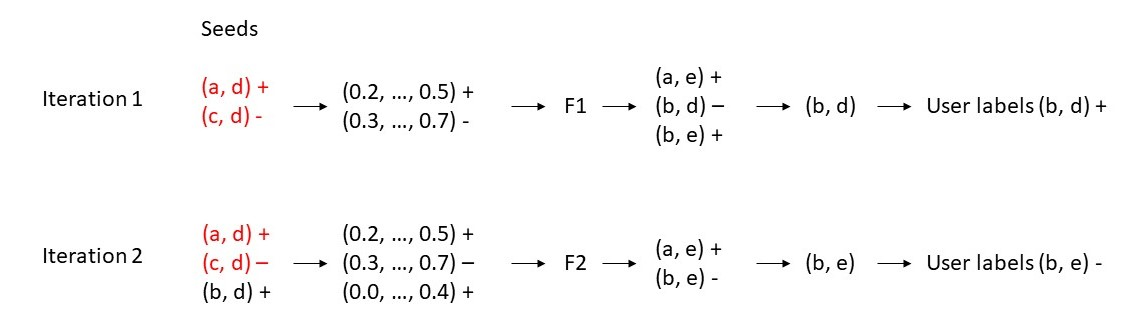 Seeds
Iteration 1
(a, d) +
(c, d) -
(0.2, ..., 0.5) +
(0.3, ..., 0.7) -
F1
(a, e) +
(b, d) –
(b, e) +
(b, d)
User labels (b, d) +
Iteration 2
(a, d) +
(c, d) –
(b, d) +
(0.2, ..., 0.5) +
(0.3, ..., 0.7) –
(0.0, ..., 0.4) +
F2
(a, e) +
(b, e) -
(b, e)
User labels (b, e) -